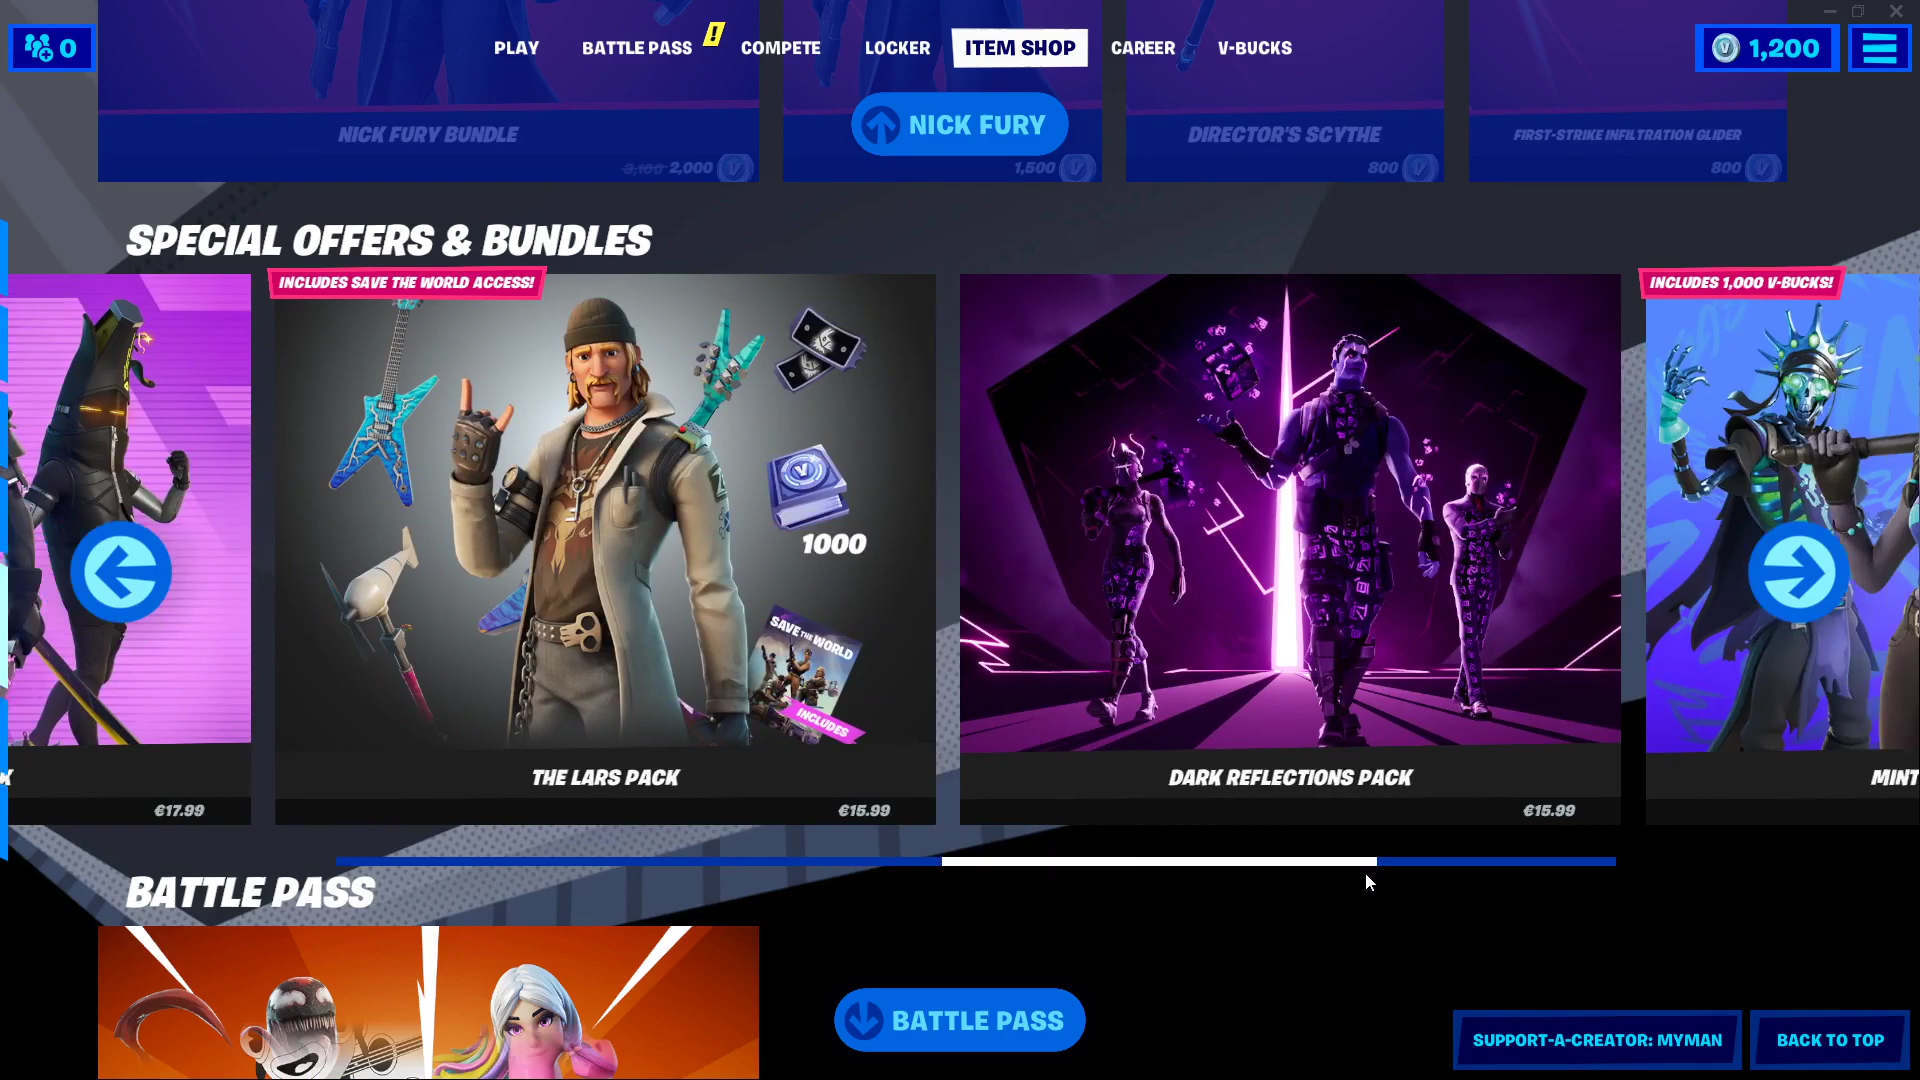 0
PLAY
BATTLE PASS
!
COMPETE
LOCKER
ITEM SHOP
CAREER
V-BUCKS
1,200
NICK FURY
NICK FURY BUNDLE
3,100 2,000
1,500
DIRECTOR'S SCYTHE
800
FIRST-STRIKE INFILTRATION GLIDER
800
SPECIAL OFFERS & BUNDLES
K
€17.99
INCLUDES SAVE THE WORLD ACCESS!
1000
SAVE THE WORLD
INCLUDES
THE LARS PACK
€15.99
DARK REFLECTIONS PACK
€15.99
INCLUDES 1,000 V-BUCKS!
MINT
BATTLE PASS
BATTLE PASS
SUPPORT-A-CREATOR: MYMAN
BACK TO TOP